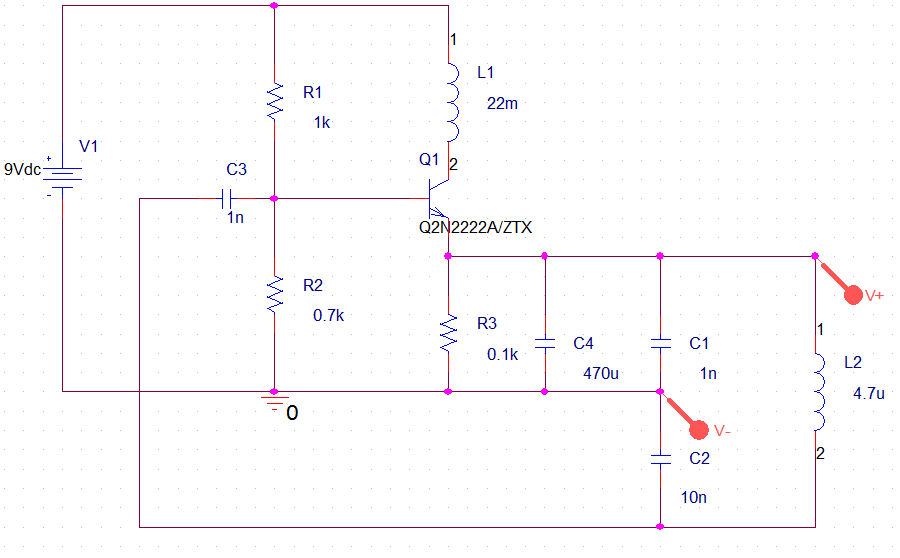 1
L1
22m
R1
1k
+
V1
9Vdc
-
Q1
2
C3
1n
Q2N2222A/ZTX
R2
0.7k
V+
R3
0.1k
C4
470u
C1
1n
1
L2
4.7u
0
V-
C2
10n
2